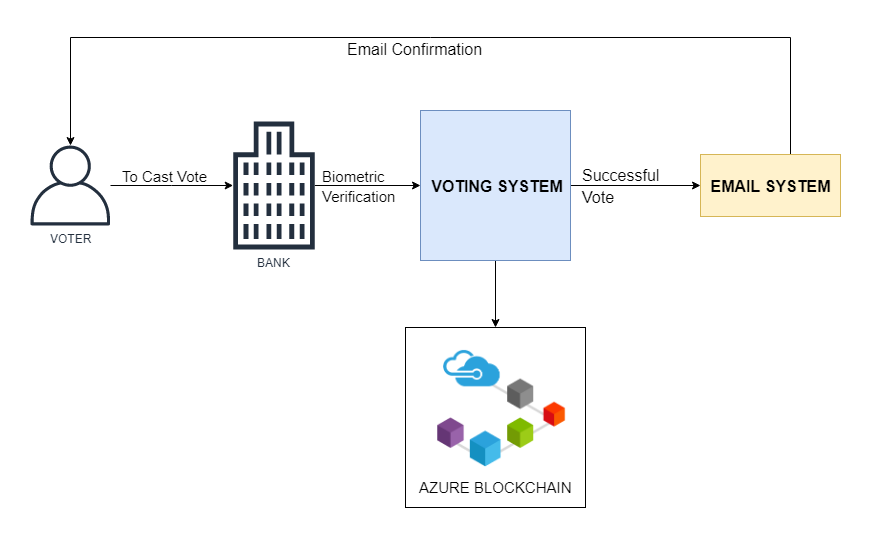 Email Confirmation
To Cast Vote
Biometric
Verification
VOTING SYSTEM
Successful
Vote
EMAIL SYSTEM
VOTER
BANK
AZURE BLOCKCHAIN